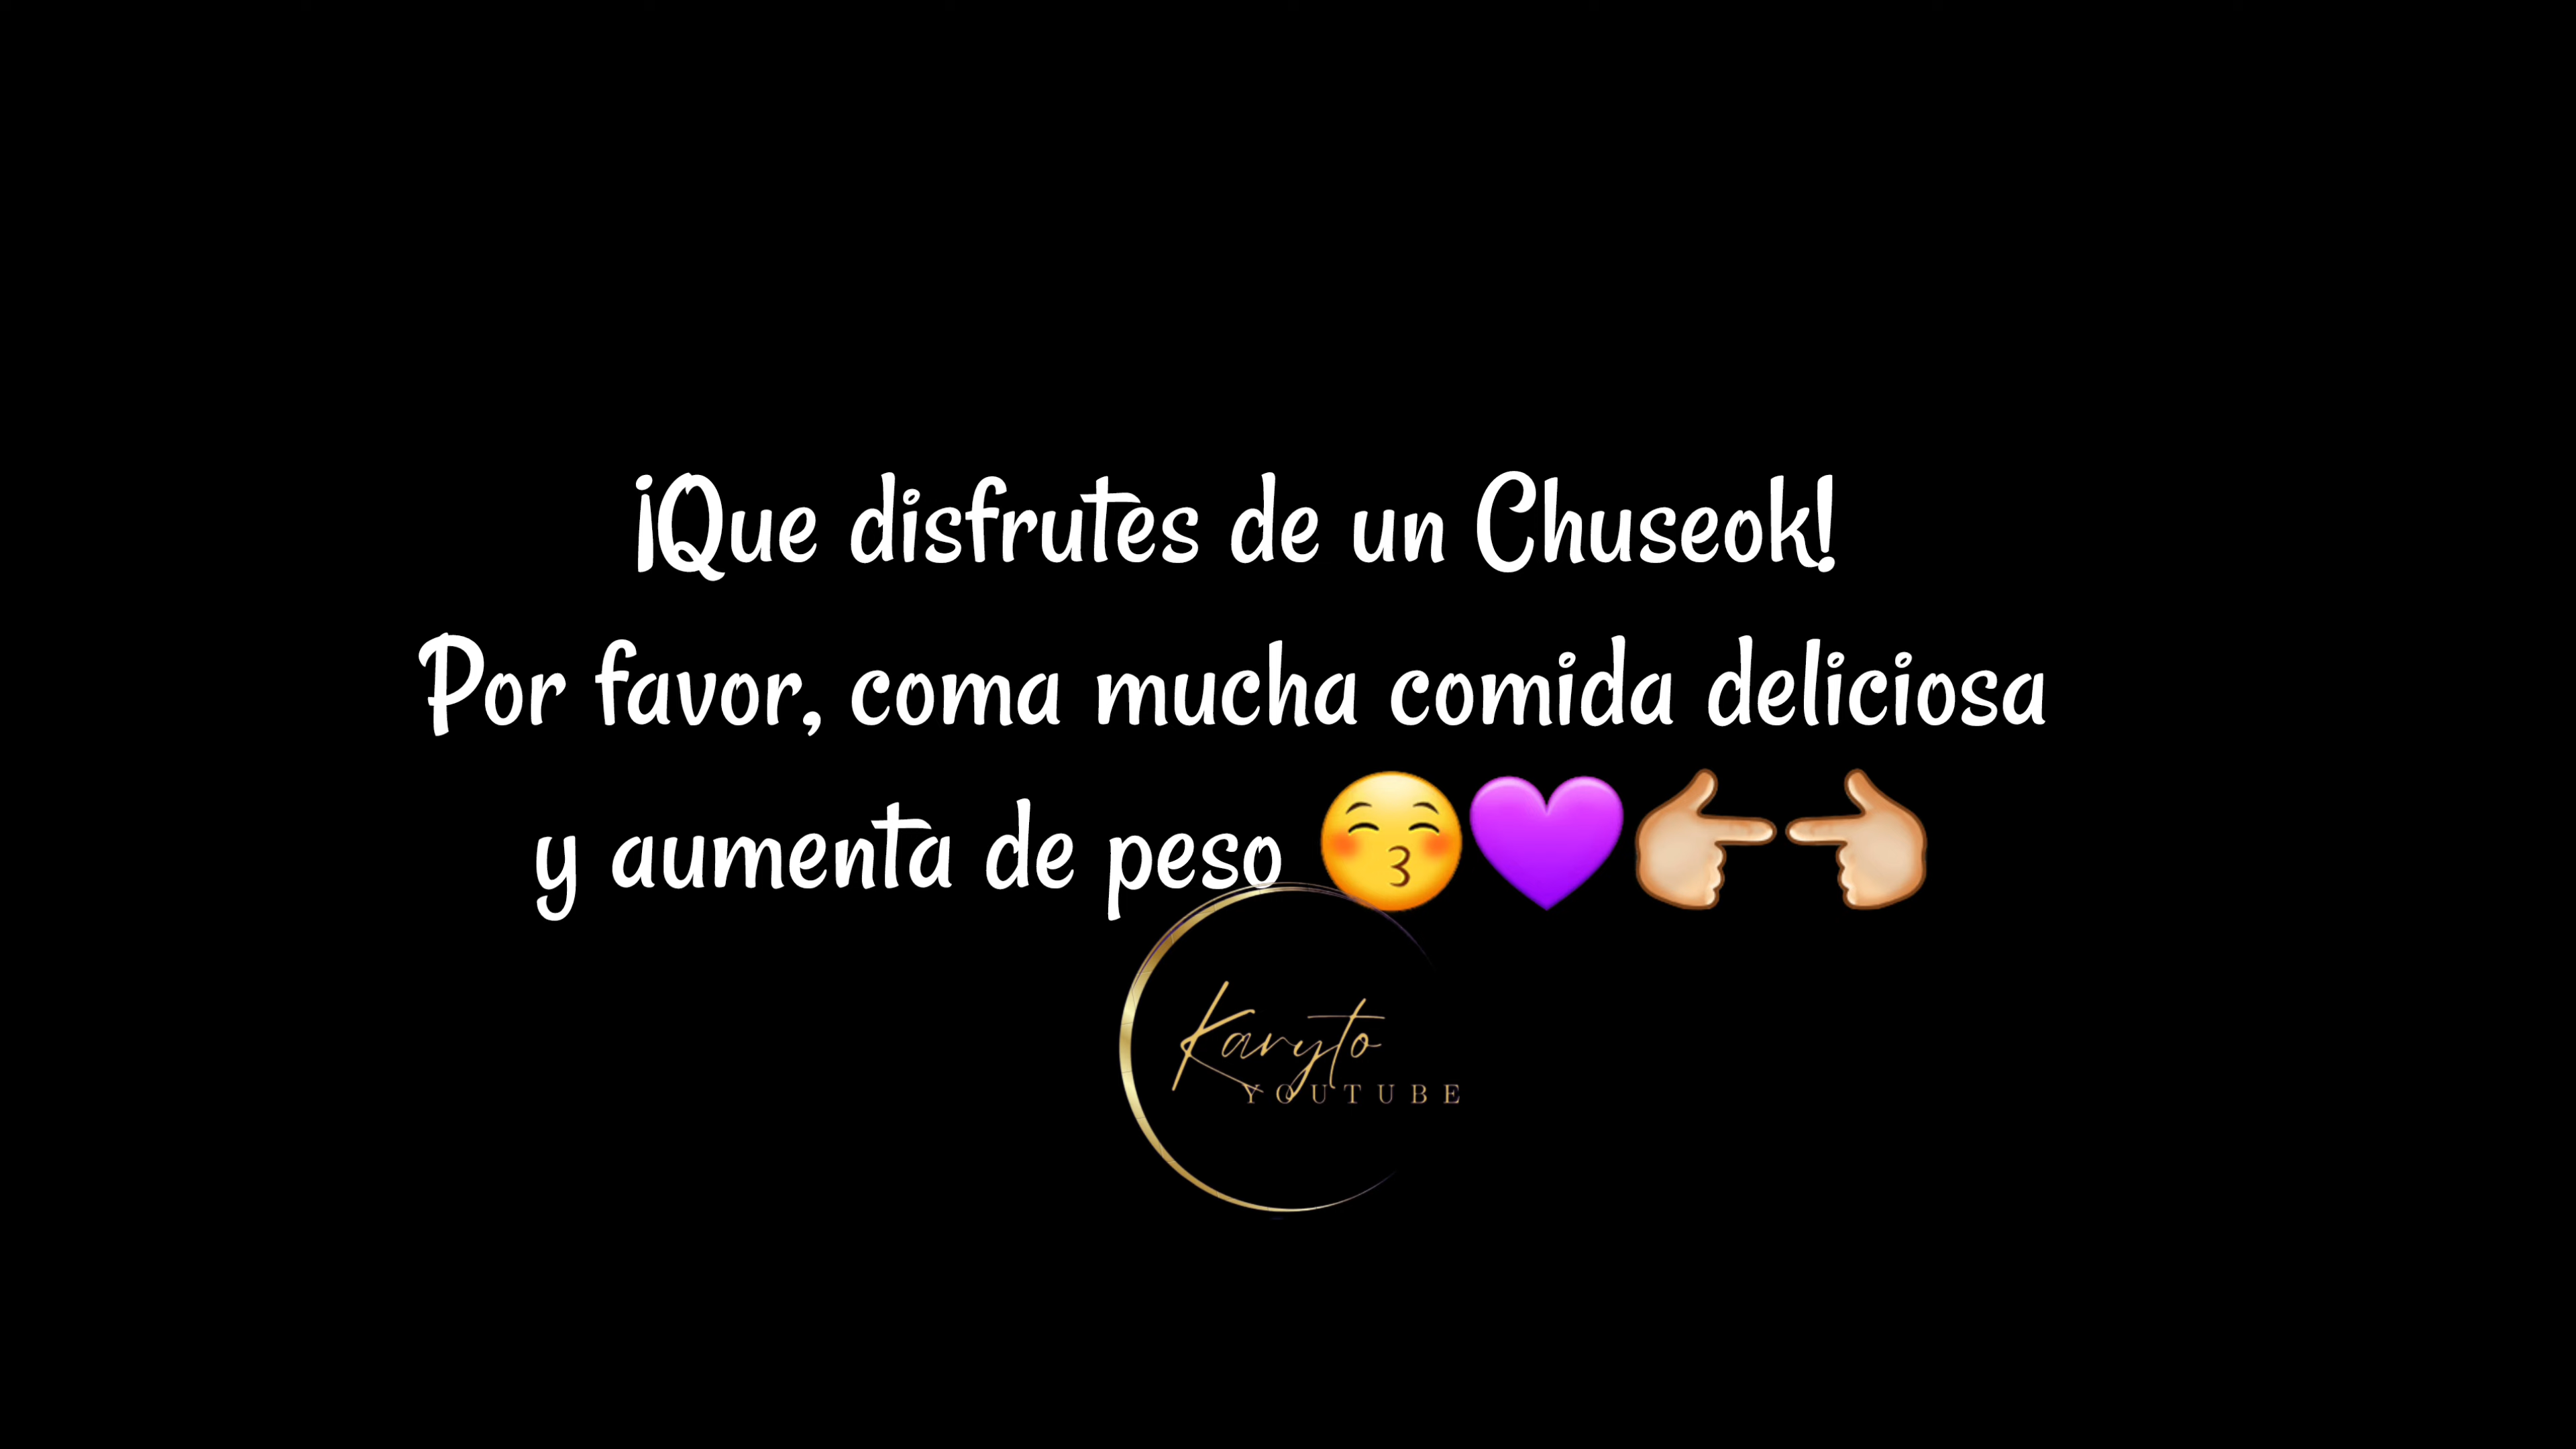 ¡Que disfrutes de un Chuseok!
Por favor, coma mucha comida deliciosa
y aumenta de peso 😚💜👉🏼👈🏼
Karyto
YOUTUBE